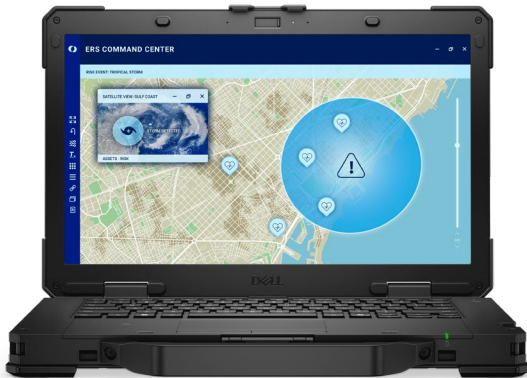 ERS COMMAND CENTER
RISK EVENT: TROPICAL STORM
SATELLITE VIEW: GULF COAST
STORM DETECTED
ASSETS - RISK
DELL